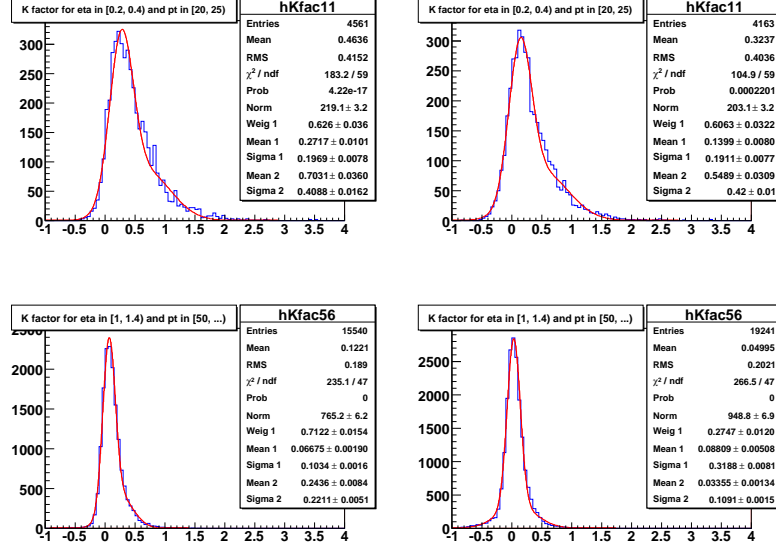 K factor for eta in [0.2, 0.4) and pt in [20, 25)
hKfac11
Entries 4561
Mean 0.4636
RMS 0.4152
χ² / ndf 183.2 / 59
Prob 4.22e-17
Norm 219.1 ± 3.2
Weig 1 0.626 ± 0.036
Mean 1 0.2717 ± 0.0101
Sigma 1 0.1969 ± 0.0078
Mean 2 0.7031 ± 0.0360
Sigma 2 0.4088 ± 0.0162
300
250
200
150
100
50
0
-1 -0.5 0 0.5 1 1.5 2 2.5 3 3.5 4
K factor for eta in [0.2, 0.4) and pt in [20, 25)
hKfac11
Entries 4163
Mean 0.3237
RMS 0.4036
χ² / ndf 104.9 / 59
Prob 0.0002201
Norm 203.1 ± 3.2
Weig 1 0.6063 ± 0.0322
Mean 1 0.1399 ± 0.0080
Sigma 1 0.1911 ± 0.0077
Mean 2 0.5489 ± 0.0309
Sigma 2 0.42 ± 0.01
300
250
200
150
100
50
0
-1 -0.5 0 0.5 1 1.5 2 2.5 3 3.5 4
K factor for eta in [1, 1.4) and pt in [50, ...)
hKfac56
Entries 15540
Mean 0.1221
RMS 0.189
χ² / ndf 235.1 / 47
Prob 0
Norm 765.2 ± 6.2
Weig 1 0.7122 ± 0.0154
Mean 1 0.06675 ± 0.00190
Sigma 1 0.1034 ± 0.0016
Mean 2 0.2436 ± 0.0084
Sigma 2 0.2211 ± 0.0051
2500
2000
1500
1000
500
0
-1 -0.5 0 0.5 1 1.5 2 2.5 3 3.5 4
K factor for eta in [1, 1.4) and pt in [50, ...)
hKfac56
Entries 19241
Mean 0.04995
RMS 0.2021
χ² / ndf 266.5 / 47
Prob 0
Norm 948.8 ± 6.9
Weig 1 0.2747 ± 0.0120
Mean 1 0.08809 ± 0.00508
Sigma 1 0.3188 ± 0.0081
Mean 2 0.03355 ± 0.00134
Sigma 2 0.1091 ± 0.0015
2500
2000
1500
1000
500
0
-1 -0.5 0 0.5 1 1.5 2 2.5 3 3.5 4